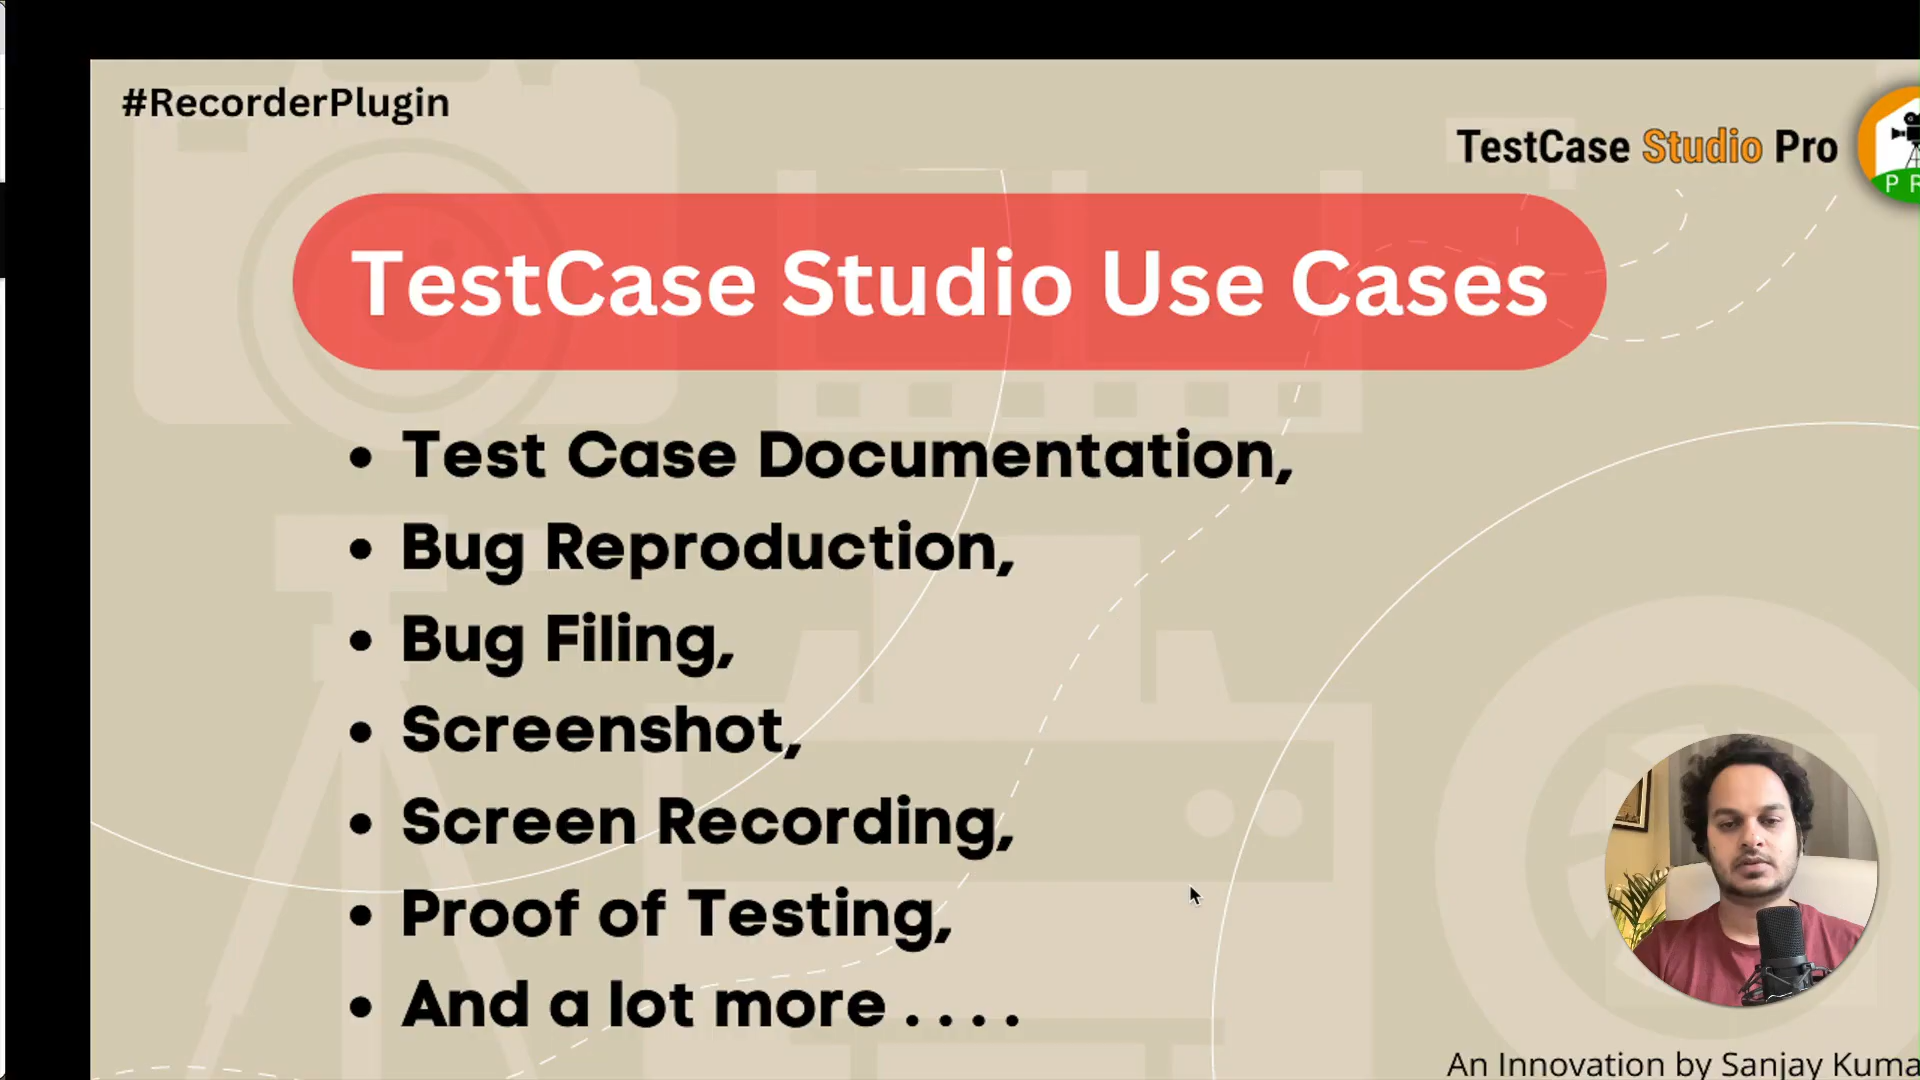 #RecorderPlugin
TestCase Studio Pro
P R
TestCase Studio Use Cases
• Test Case Documentation,
• Bug Reproduction,
• Bug Filing,
• Screenshot,
• Screen Recording,
• Proof of Testing,
• And a lot more . . . .
An Innovation by Sanjay Kuma